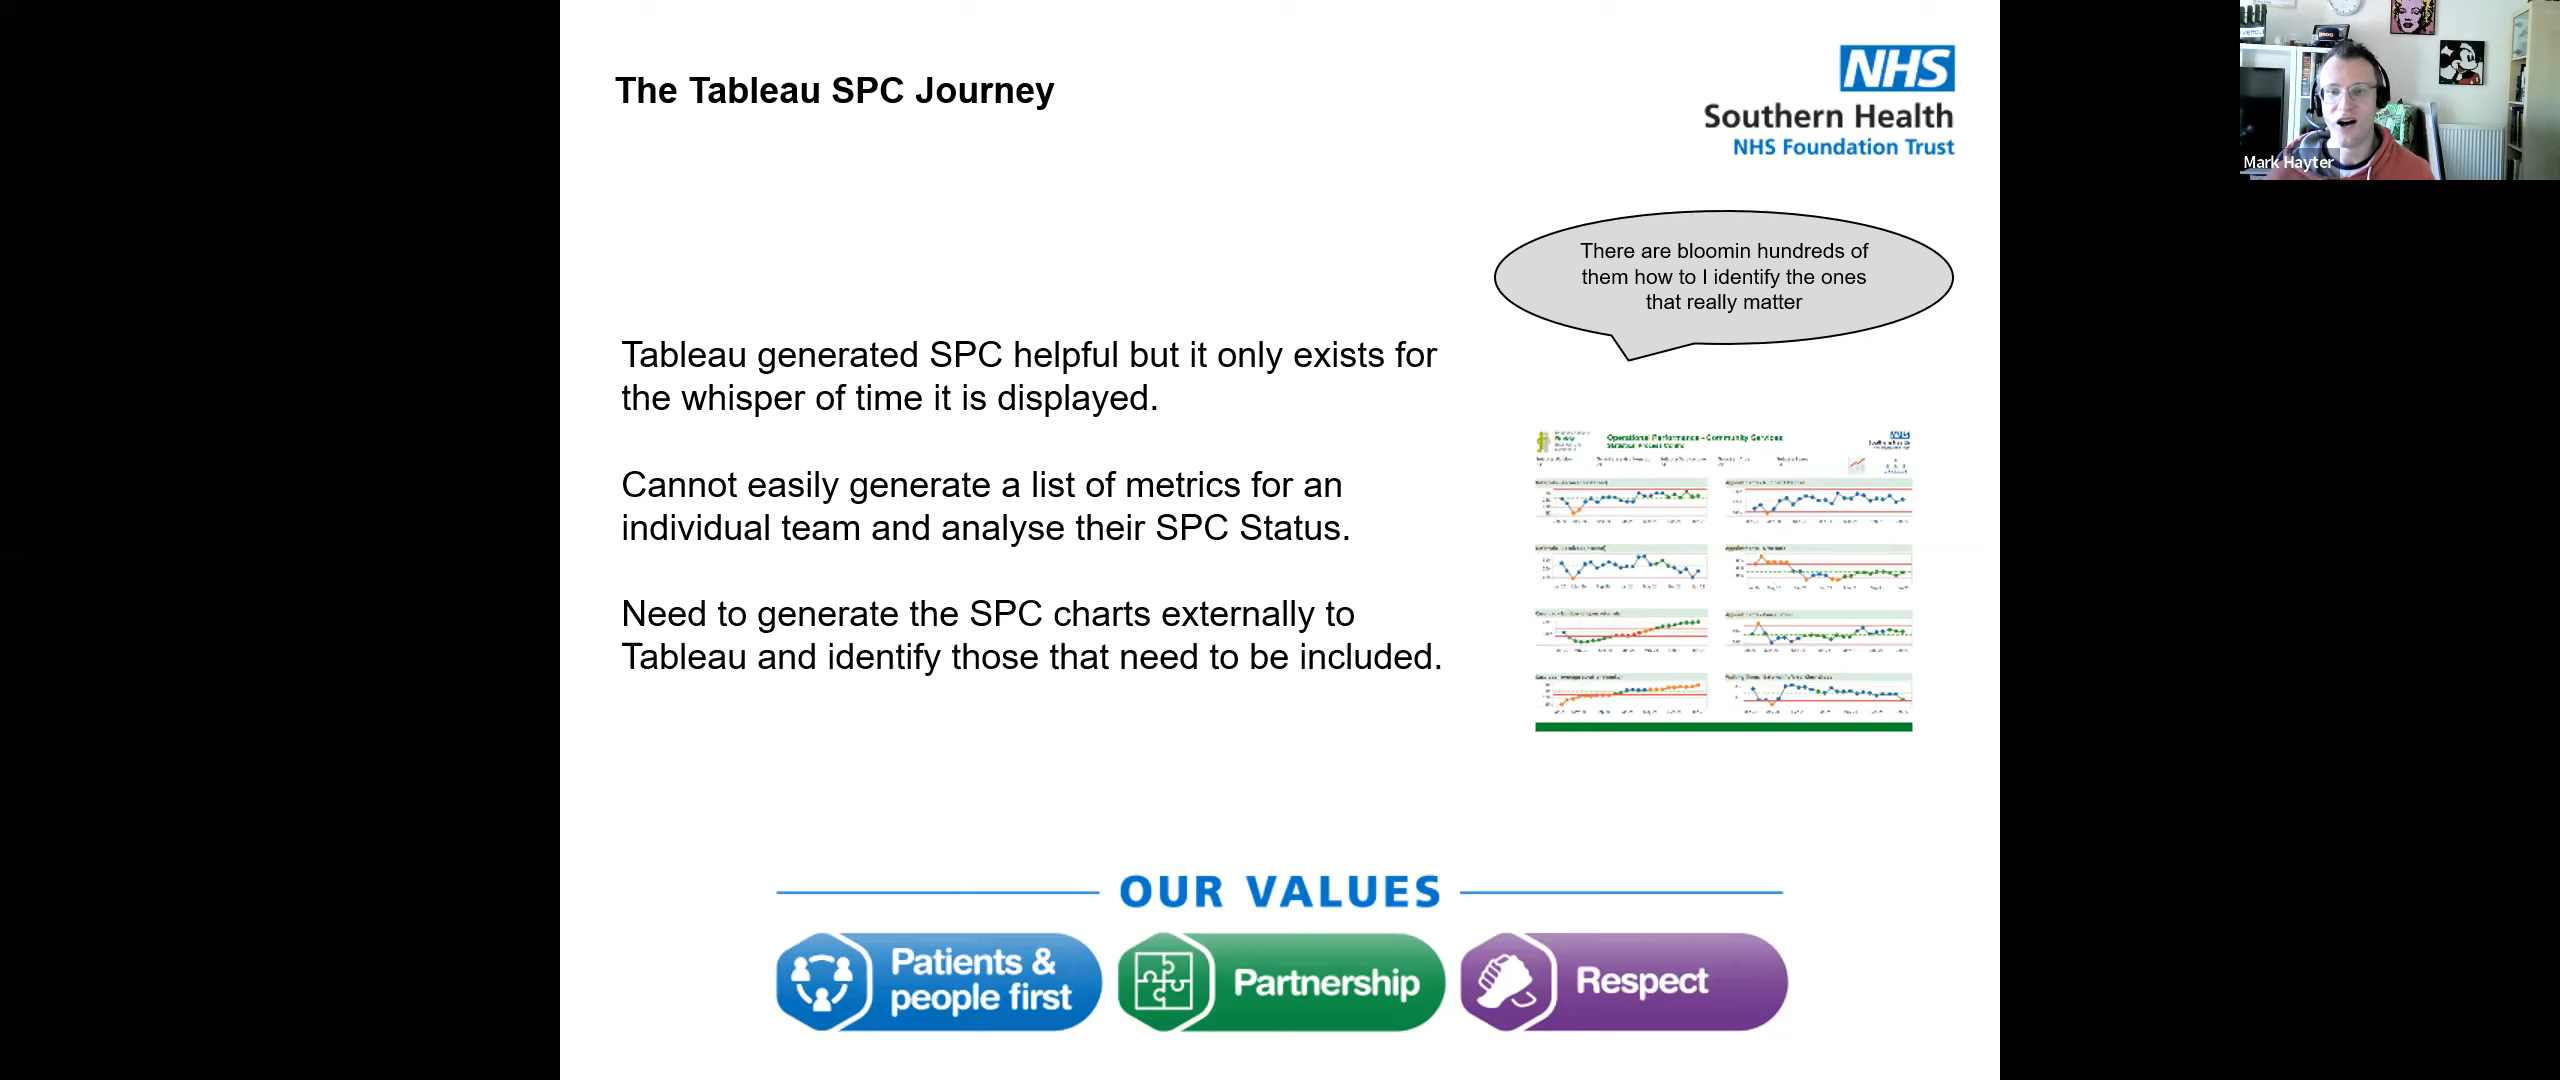 The Tableau SPC Journey
NHS
Southern Health
NHS Foundation Trust
Mark Hayter
There are bloomin hundreds of
them how to I identify the ones
that really matter
Tableau generated SPC helpful but it only exists for
the whisper of time it is displayed.
Cannot easily generate a list of metrics for an
individual team and analyse their SPC Status.
Need to generate the SPC charts externally to
Tableau and identify those that need to be included.
Operational Performance - Community Services
Statistical Process Control
NHS
OUR VALUES
Patients &
people first
Partnership
Respect